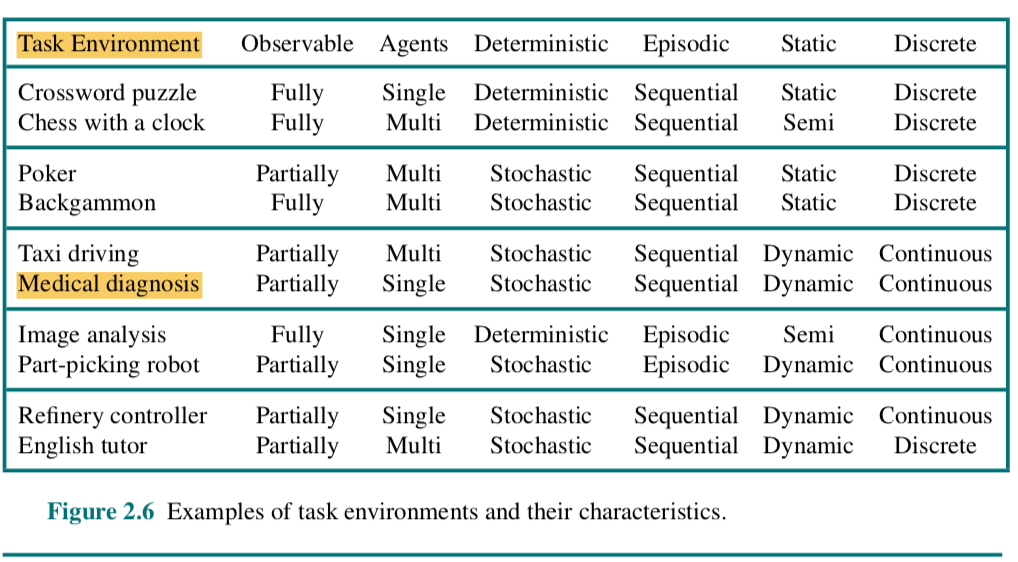 Task Environment Observable Agents Deterministic Episodic Static Discrete
Crossword puzzle Fully Single Deterministic Sequential Static Discrete
Chess with a clock Fully Multi Deterministic Sequential Semi Discrete
Poker Partially Multi Stochastic Sequential Static Discrete
Backgammon Fully Multi Stochastic Sequential Static Discrete
Taxi driving Partially Multi Stochastic Sequential Dynamic Continuous
Medical diagnosis Partially Single Stochastic Sequential Dynamic Continuous
Image analysis Fully Single Deterministic Episodic Semi Continuous
Part-picking robot Partially Single Stochastic Episodic Dynamic Continuous
Refinery controller Partially Single Stochastic Sequential Dynamic Continuous
English tutor Partially Multi Stochastic Sequential Dynamic Discrete
Figure 2.6 Examples of task environments and their characteristics.